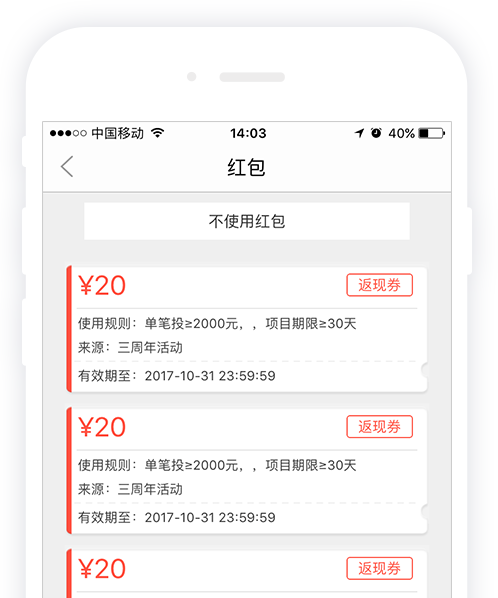 中国移动 14:03 40%
红包
不使用红包
¥20 返现券
使用规则：单笔投≥2000元，，项目期限≥30天
来源：三周年活动
有效期至：2017-10-31 23:59:59
¥20 返现券
使用规则：单笔投≥2000元，，项目期限≥30天
来源：三周年活动
有效期至：2017-10-31 23:59:59
¥20 返现券